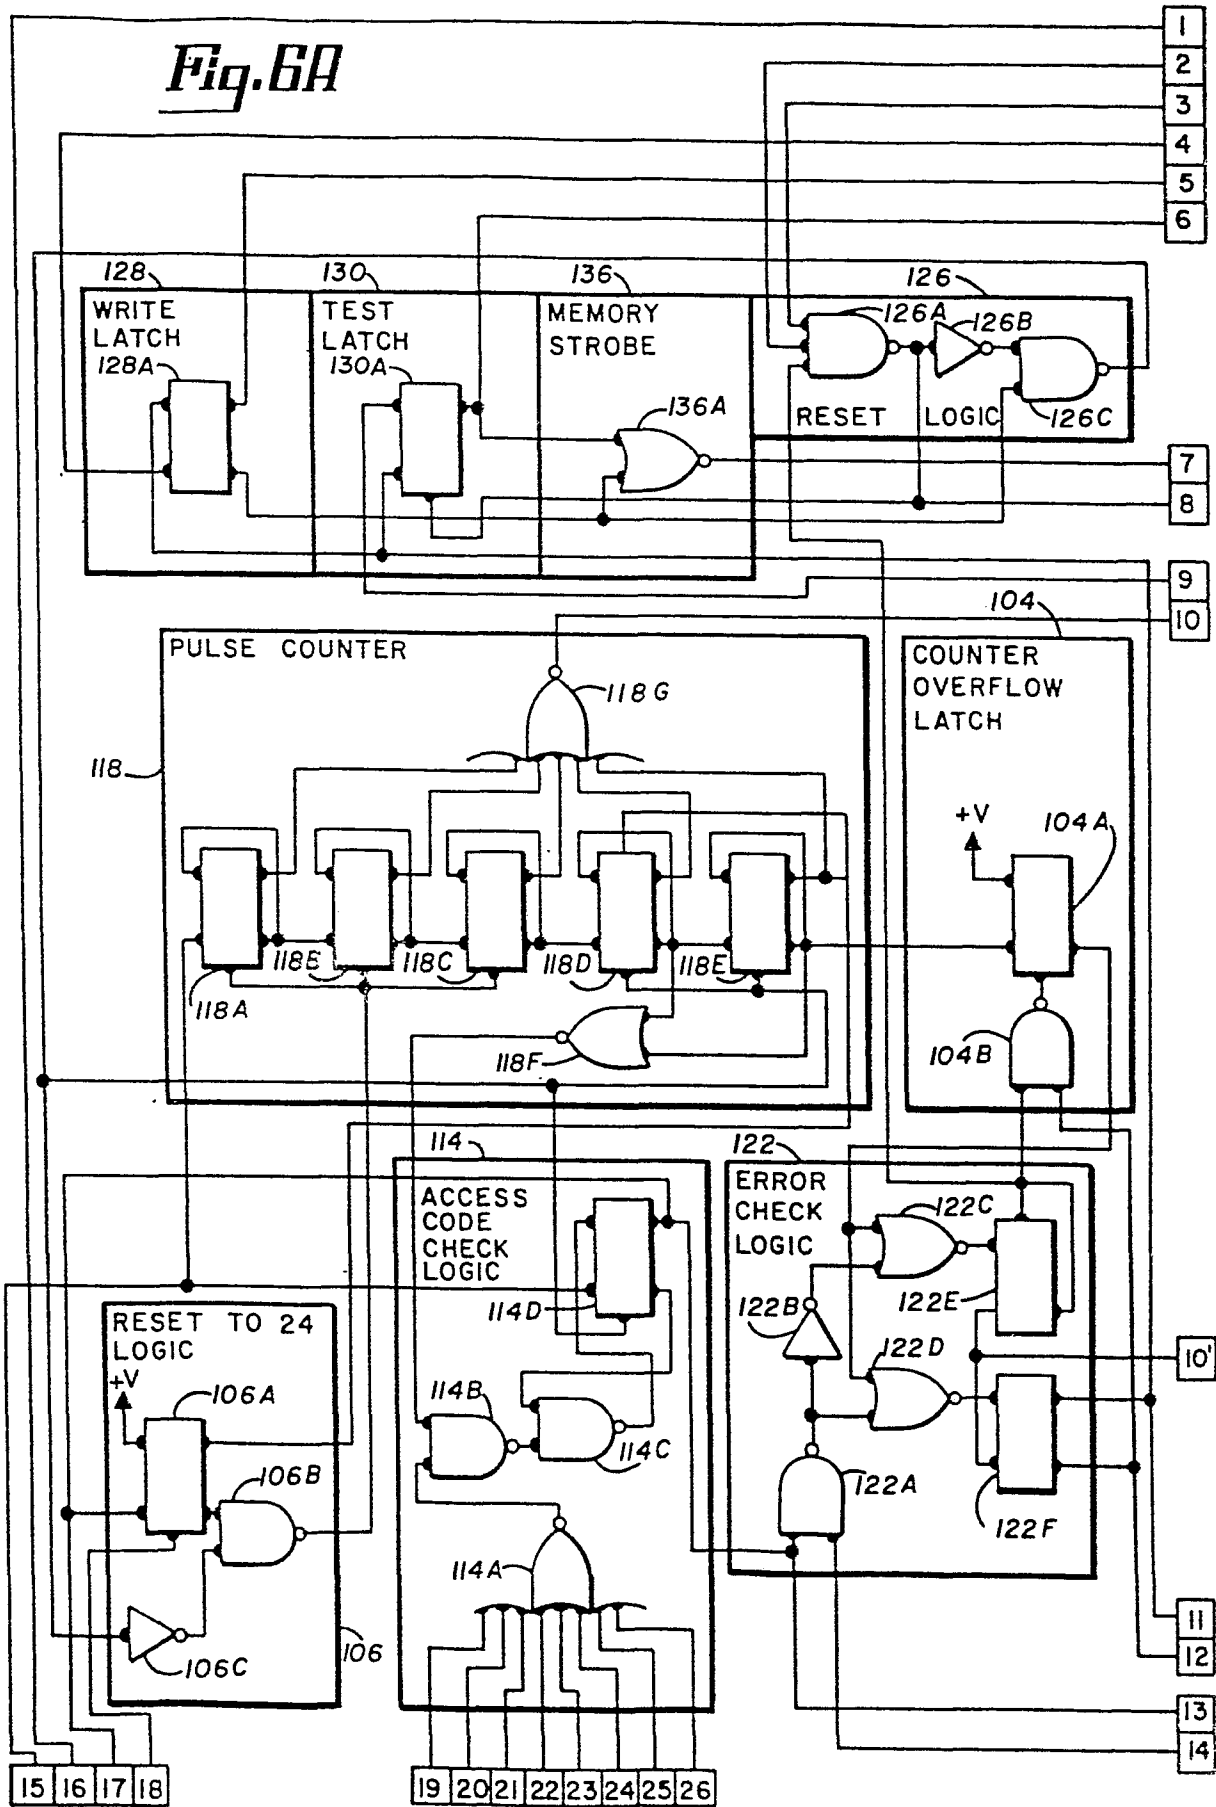 Fig. 6A
1
2
3
4
5
6
128
130
136
126
WRITE
LATCH
128A
TEST
LATCH
130A
MEMORY
STROBE
136A
126A
126B
126C
RESET LOGIC
7
8
9
10
104
PULSE COUNTER
118G
118
118A
118E
118C
118D
118E
118F
COUNTER
OVERFLOW
LATCH
+V
104A
104B
114
ACCESS
CODE
CHECK
LOGIC
114D
114B
114C
114A
122
ERROR
CHECK
LOGIC
122C
122B
122E
122D
122A
122F
10'
RESET TO 24
LOGIC
+V
106A
106B
106C
106
11
12
13
14
15 16 17 18
19 20 21 22 23 24 25 26